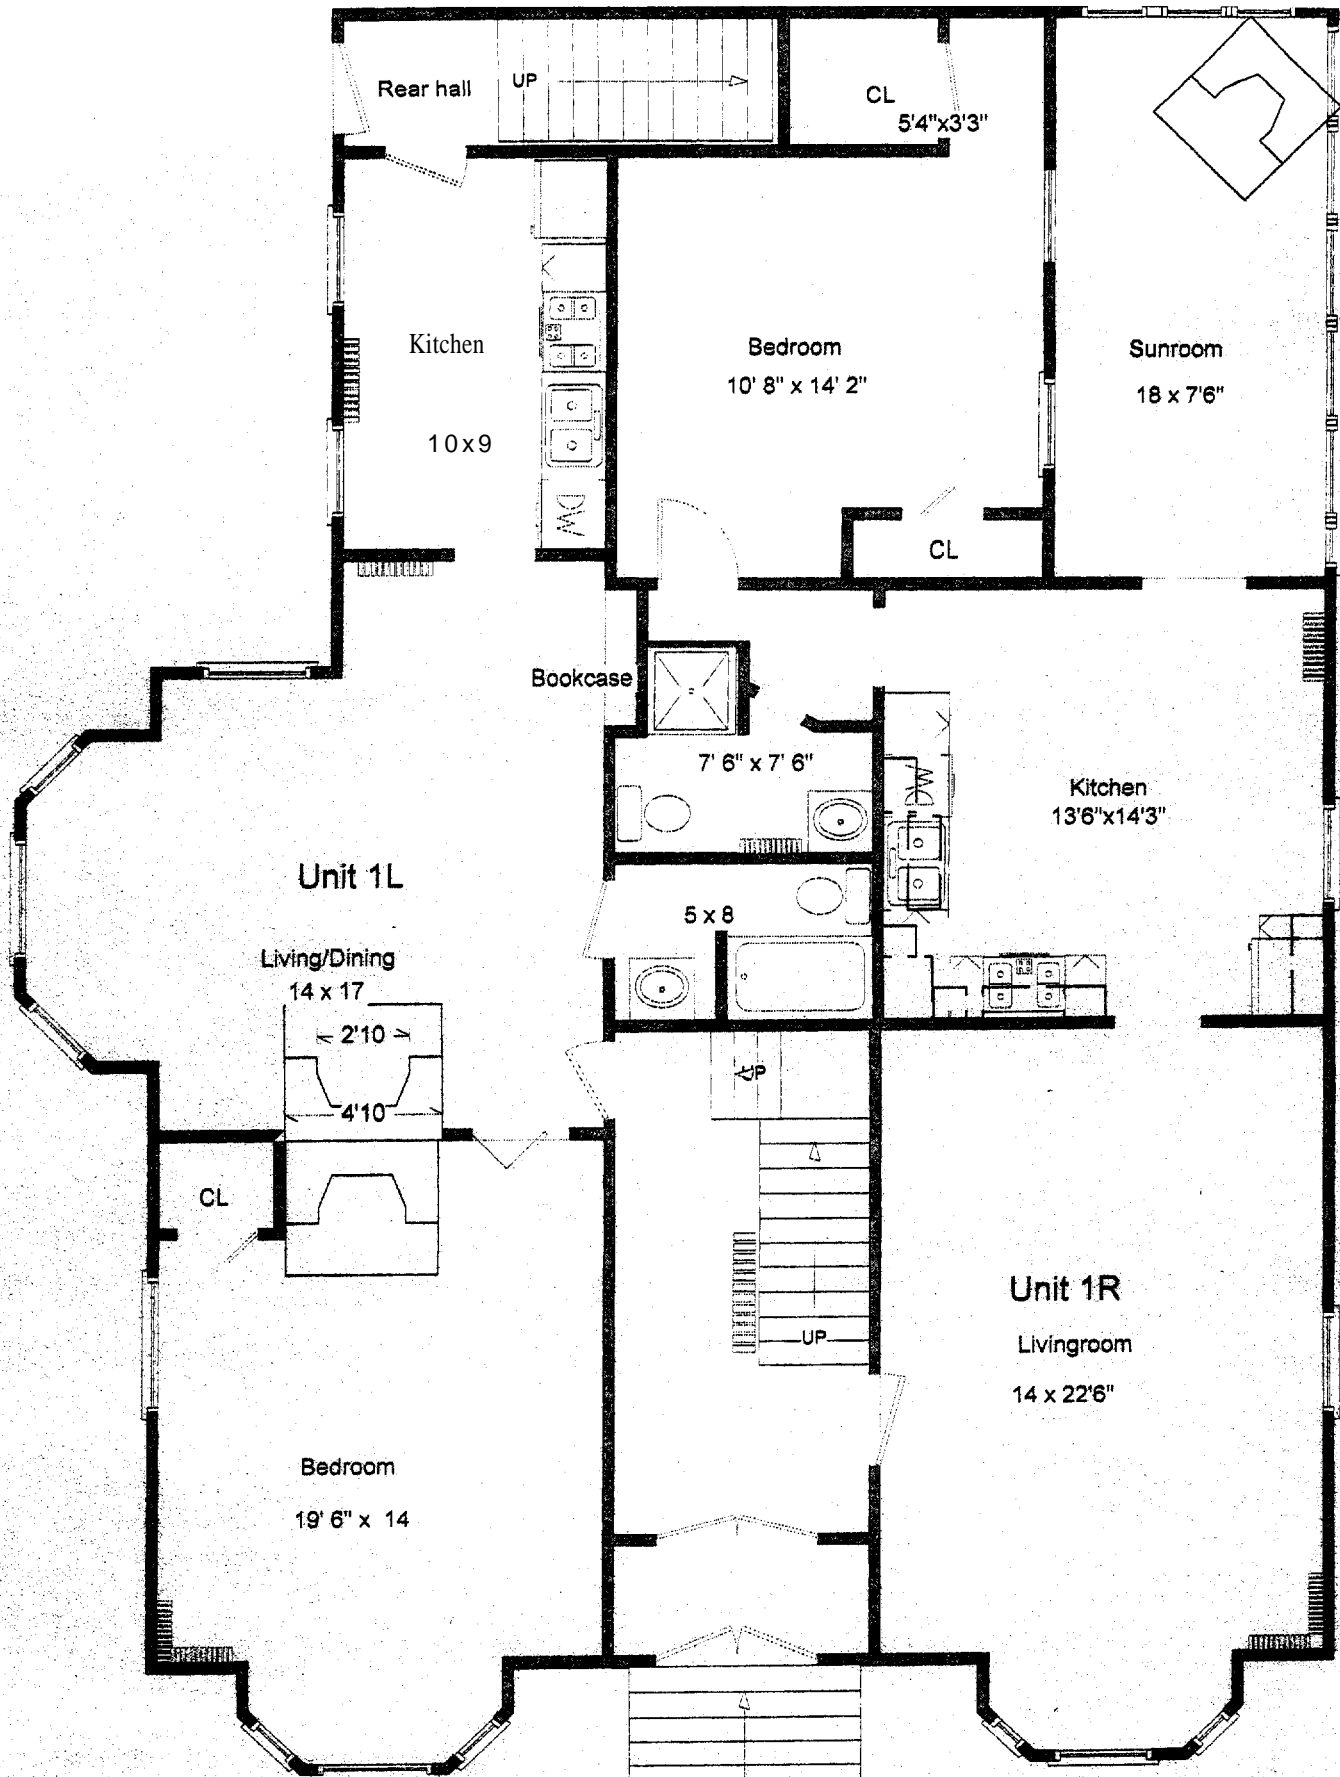 Rear hall
UP
CL
5'4"x3'3"
Kitchen
10x9
Bedroom
10' 8" x 14' 2"
Sunroom
18 x 7'6"
DW
CL
Bookcase
7' 6" x 7' 6"
Kitchen
13'6"x14'3"
DW
Unit 1L
5 x 8
Living/Dining
14 x 17
2'10
4'10
UP
CL
UP
Unit 1R
Livingroom
14 x 22'6"
Bedroom
19' 6" x 14